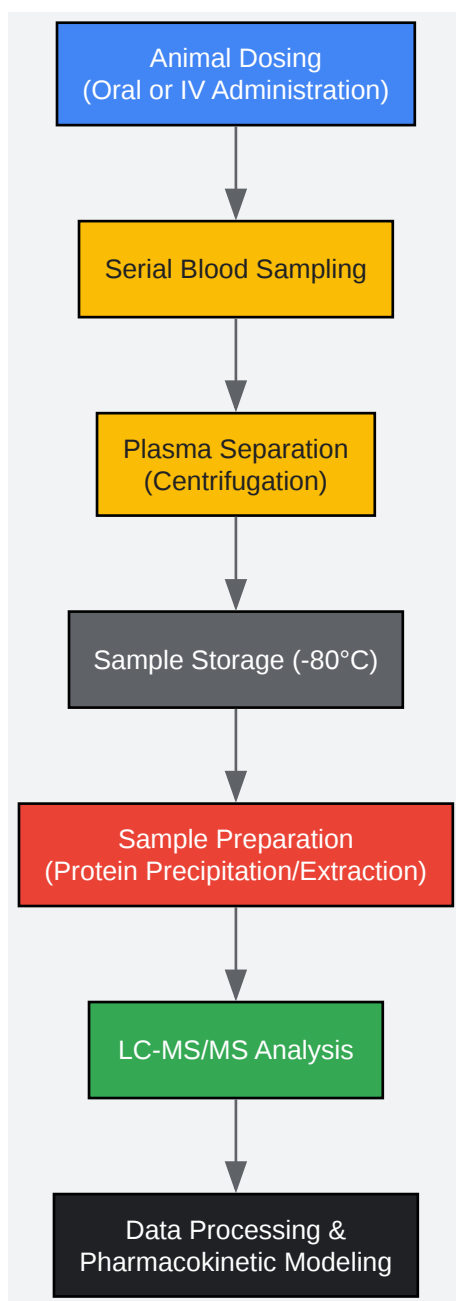 Animal Dosing
(Oral or IV Administration)
Serial Blood Sampling
Plasma Separation
(Centrifugation)
Sample Storage (-80°C)
Sample Preparation
(Protein Precipitation/Extraction)
LC-MS/MS Analysis
Data Processing &
Pharmacokinetic Modeling